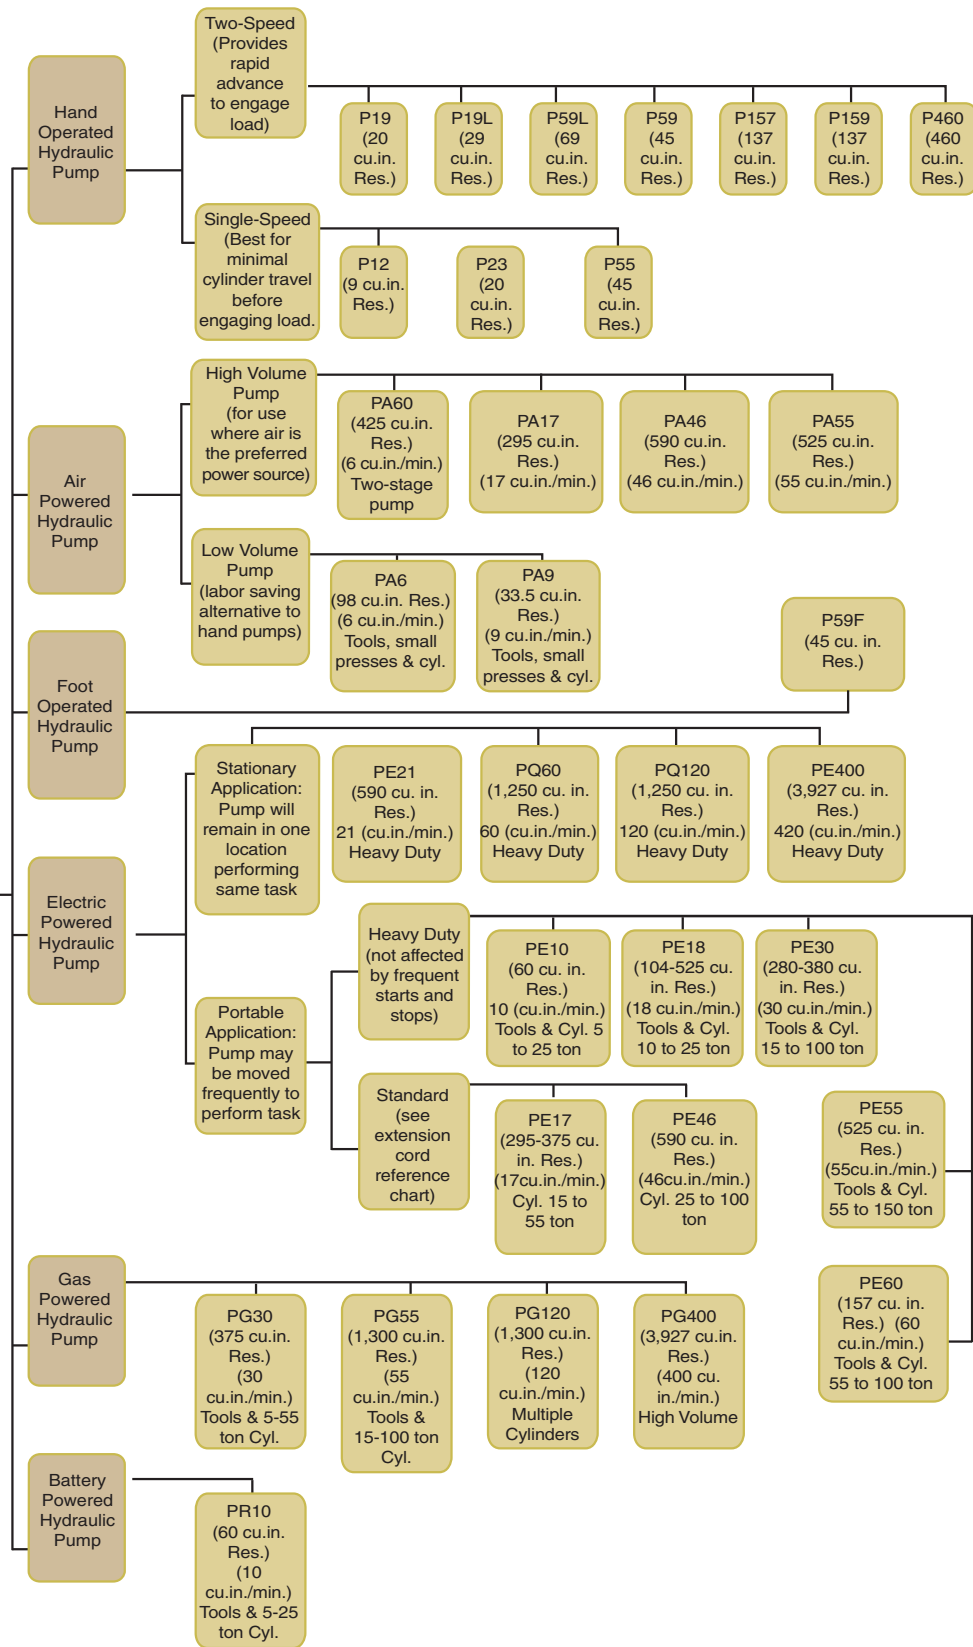 Hand
Operated
Hydraulic
Pump
Two-Speed
(Provides
rapid
advance
to engage
load)
P19
(20
cu.in.
Res.)
P19L
(29
cu.in.
Res.)
P59L
(69
cu.in.
Res.)
P59
(45
cu.in.
Res.)
P157
(137
cu.in.
Res.)
P159
(137
cu.in.
Res.)
P460
(460
cu.in.
Res.)
Single-Speed
(Best for
minimal
cylinder travel
before
engaging load.
P12
(9 cu.in.
Res.)
P23
(20
cu.in.
Res.)
P55
(45
cu.in.
Res.)
Air
Powered
Hydraulic
Pump
High Volume
Pump
(for use
where air is
the preferred
power source)
PA60
(425 cu.in.
Res.)
(6 cu.in./min.)
Two-stage
pump
PA17
(295 cu.in.
Res.)
(17 cu.in./min.)
PA46
(590 cu.in.
Res.)
(46 cu.in./min.)
PA55
(525 cu.in.
Res.)
(55 cu.in./min.)
Low Volume
Pump
(labor saving
alternative to
hand pumps)
PA6
(98 cu.in. Res.)
(6 cu.in./min.)
Tools, small
presses & cyl.
PA9
(33.5 cu.in.
Res.)
(9 cu.in./min.)
Tools, small
presses & cyl.
Foot
Operated
Hydraulic
Pump
P59F
(45 cu. in.
Res.)
Electric
Powered
Hydraulic
Pump
Stationary
Application:
Pump will
remain in one
location
performing
same task
PE21
(590 cu. in.
Res.)
21 (cu.in./min.)
Heavy Duty
PQ60
(1,250 cu. in.
Res.)
60 (cu.in./min.)
Heavy Duty
PQ120
(1,250 cu. in.
Res.)
120 (cu.in./min.)
Heavy Duty
PE400
(3,927 cu. in.
Res.)
420 (cu.in./min.)
Heavy Duty
Portable
Application:
Pump may
be moved
frequently to
perform task
Heavy Duty
(not affected
by frequent
starts and
stops)
PE10
(60 cu. in.
Res.)
10 (cu.in./min.)
Tools & Cyl. 5
to 25 ton
PE18
(104-525 cu.
in. Res.)
(18 cu.in./min.)
Tools & Cyl.
10 to 25 ton
PE30
(280-380 cu.
in. Res.)
(30 cu.in./min.)
Tools & Cyl.
15 to 100 ton
Standard
(see
extension
cord
reference
chart)
PE17
(295-375 cu.
in. Res.)
(17cu.in./min.)
Cyl. 15 to
55 ton
PE46
(590 cu. in.
Res.)
(46cu.in./min.)
Cyl. 25 to 100
ton
PE55
(525 cu. in.
Res.)
(55cu.in./min.)
Tools & Cyl.
55 to 150 ton
PE60
(157 cu. in.
Res.) (60
cu.in./min.)
Tools & Cyl.
55 to 100 ton
Gas
Powered
Hydraulic
Pump
PG30
(375 cu.in.
Res.)
(30
cu.in./min.)
Tools & 5-55
ton Cyl.
PG55
(1,300 cu.in.
Res.)
(55
cu.in./min.)
Tools &
15-100 ton
Cyl.
PG120
(1,300 cu.in.
Res.)
(120
cu.in./min.)
Multiple
Cylinders
PG400
(3,927 cu.in.
Res.)
(400 cu.
in./min.)
High Volume
Battery
Powered
Hydraulic
Pump
PR10
(60 cu.in.
Res.)
(10
cu.in./min.)
Tools & 5-25
ton Cyl.